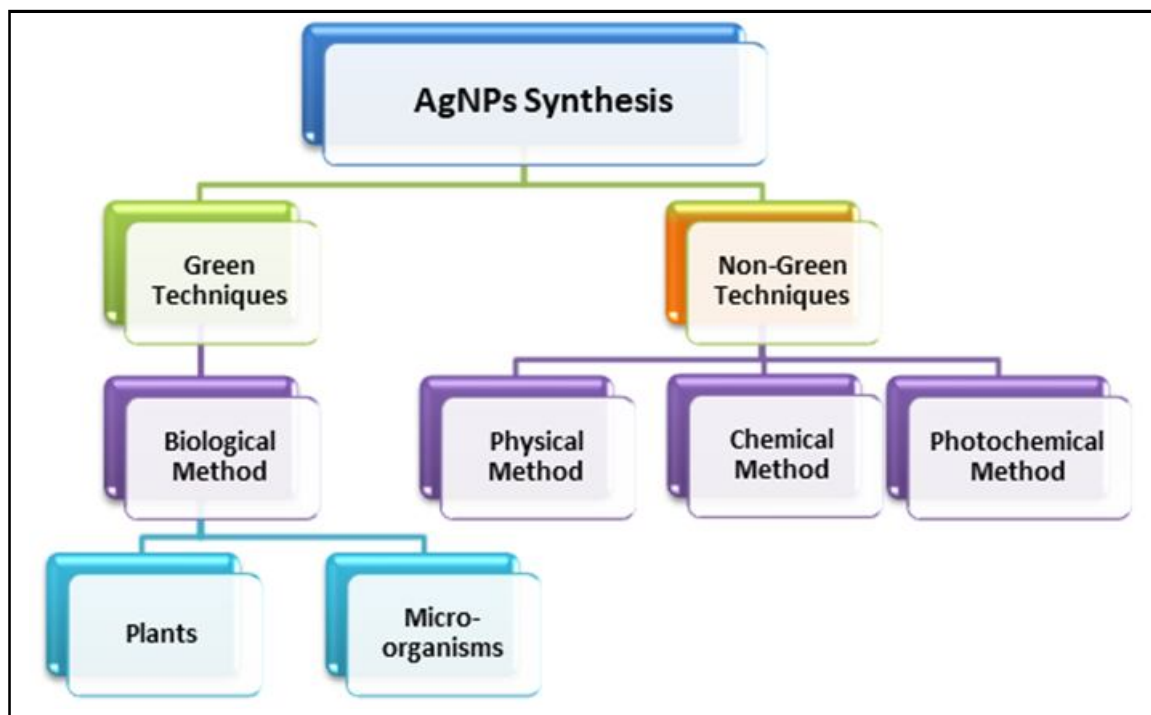 AgNPs Synthesis
Green
Techniques
Non-Green
Techniques
Biological
Method
Physical
Method
Chemical
Method
Photochemical
Method
Plants
Micro-
organisms